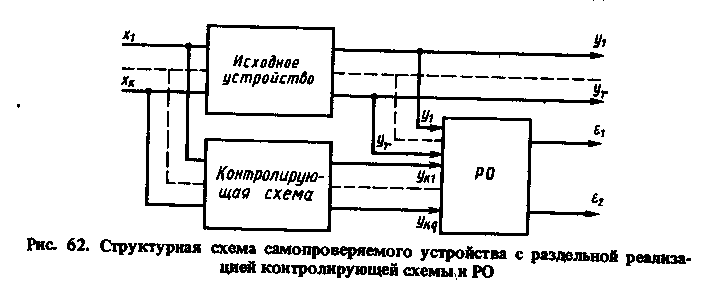 x1
xк
Исходное
устройство
y1
yr
y1
yr
Контролирую-
щая схема
yк1
yкq
РО
ε1
ε2
Рис. 62. Структурная схема самопроверяемого устройства с раздельной реализа-
цией контролирующей схемы и РО